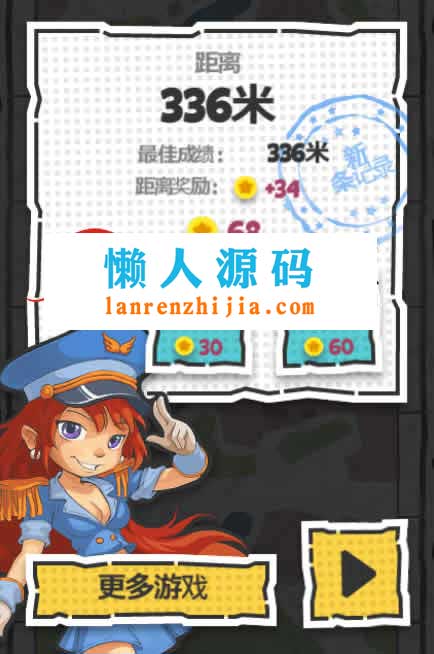 距离
336米
最佳成绩： 336米
距离奖励： +34
68
懒人源码
lanrenzhijia.com
30 60
更多游戏